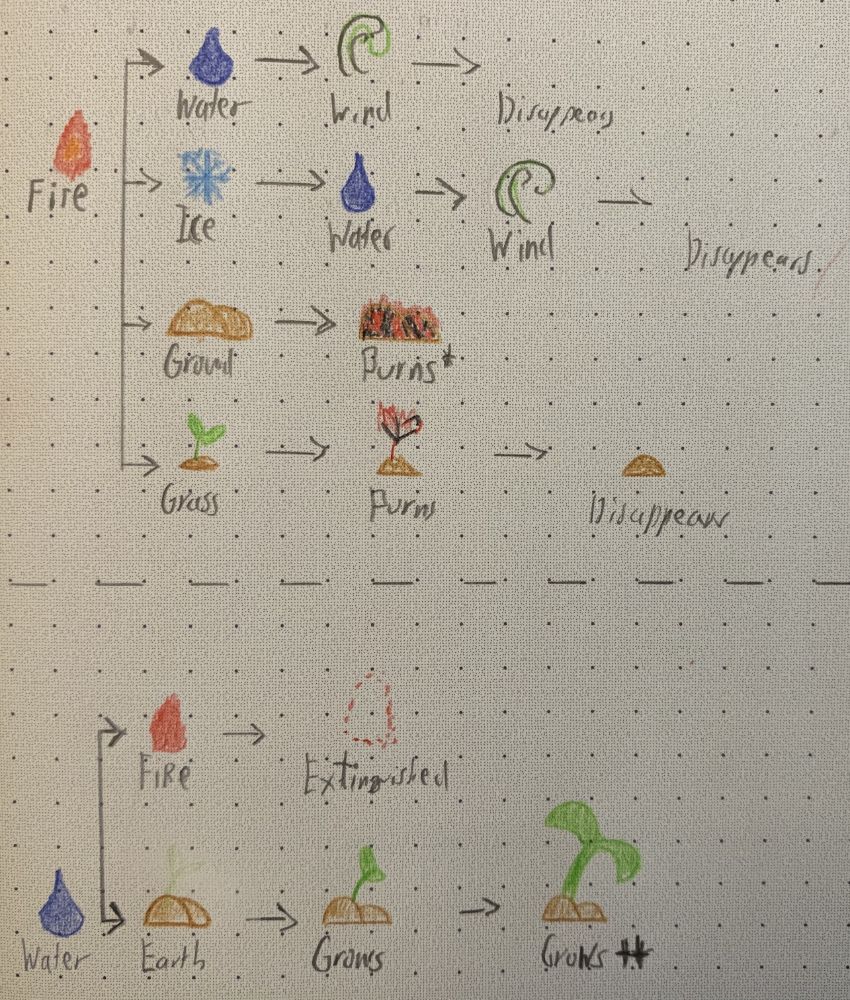 Fire
Water
Wind
Disappears
Ice
Water
Wind
Disappears
Ground
Burns*
Grass
Burns
Disappears
Water
FIRe
Extinguished
Earth
Grows
Grows #